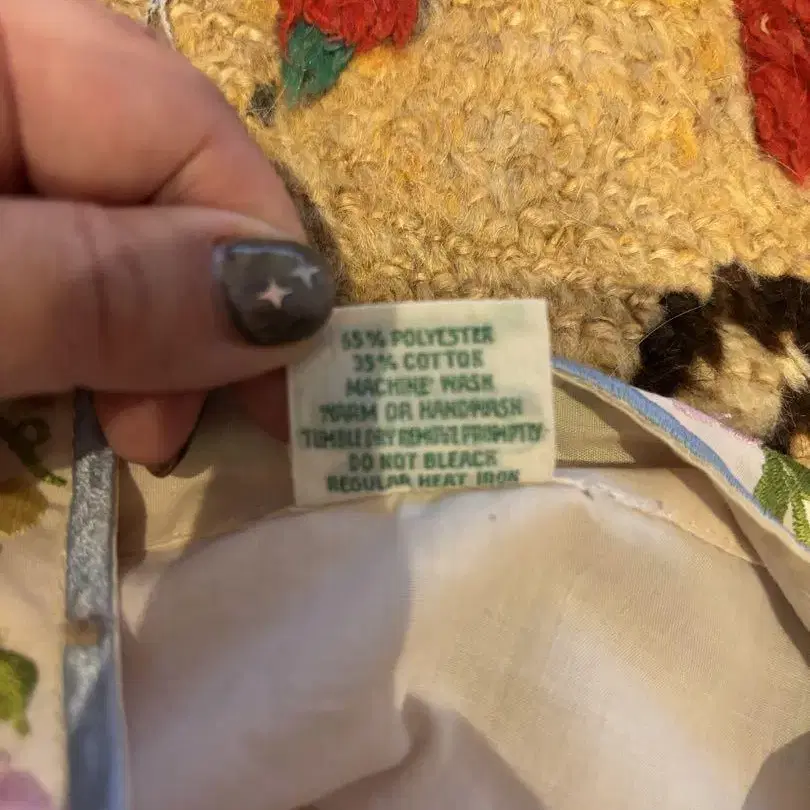 65% POLYESTER
35% COTTON
MACHINE WASH
WARM OR HANDWASH
TUMBLE DRY REMOVE PROMPTLY
DO NOT BLEACH
REGULAR HEAT IRON